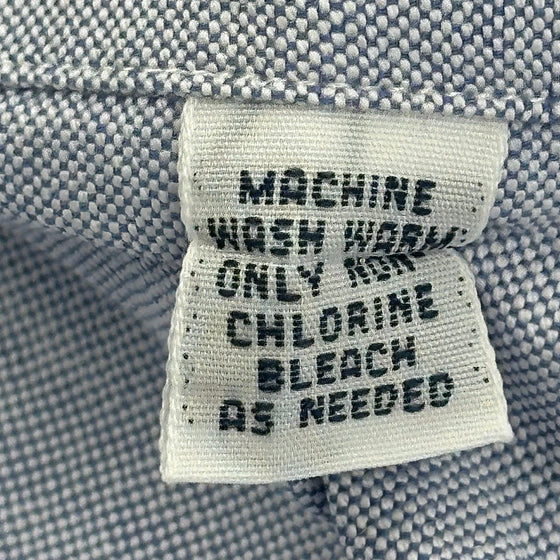 MACHINE
WASH WARM
ONLY NON
CHLORINE
BLEACH
AS NEEDED